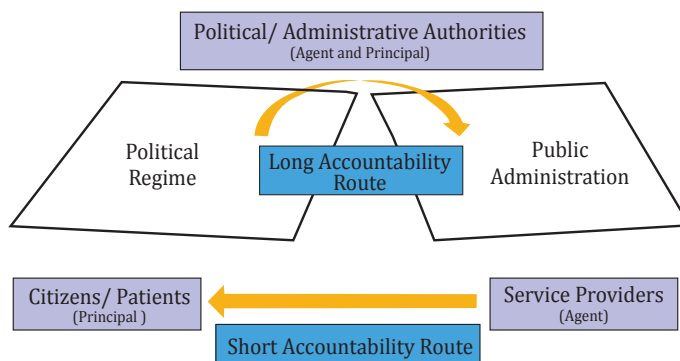 Political/ Administrative Authorities
(Agent and Principal)
Political
Regime
Long Accountability
Route
Public
Administration
Citizens/ Patients
(Principal )
Service Providers
(Agent)
Short Accountability Route